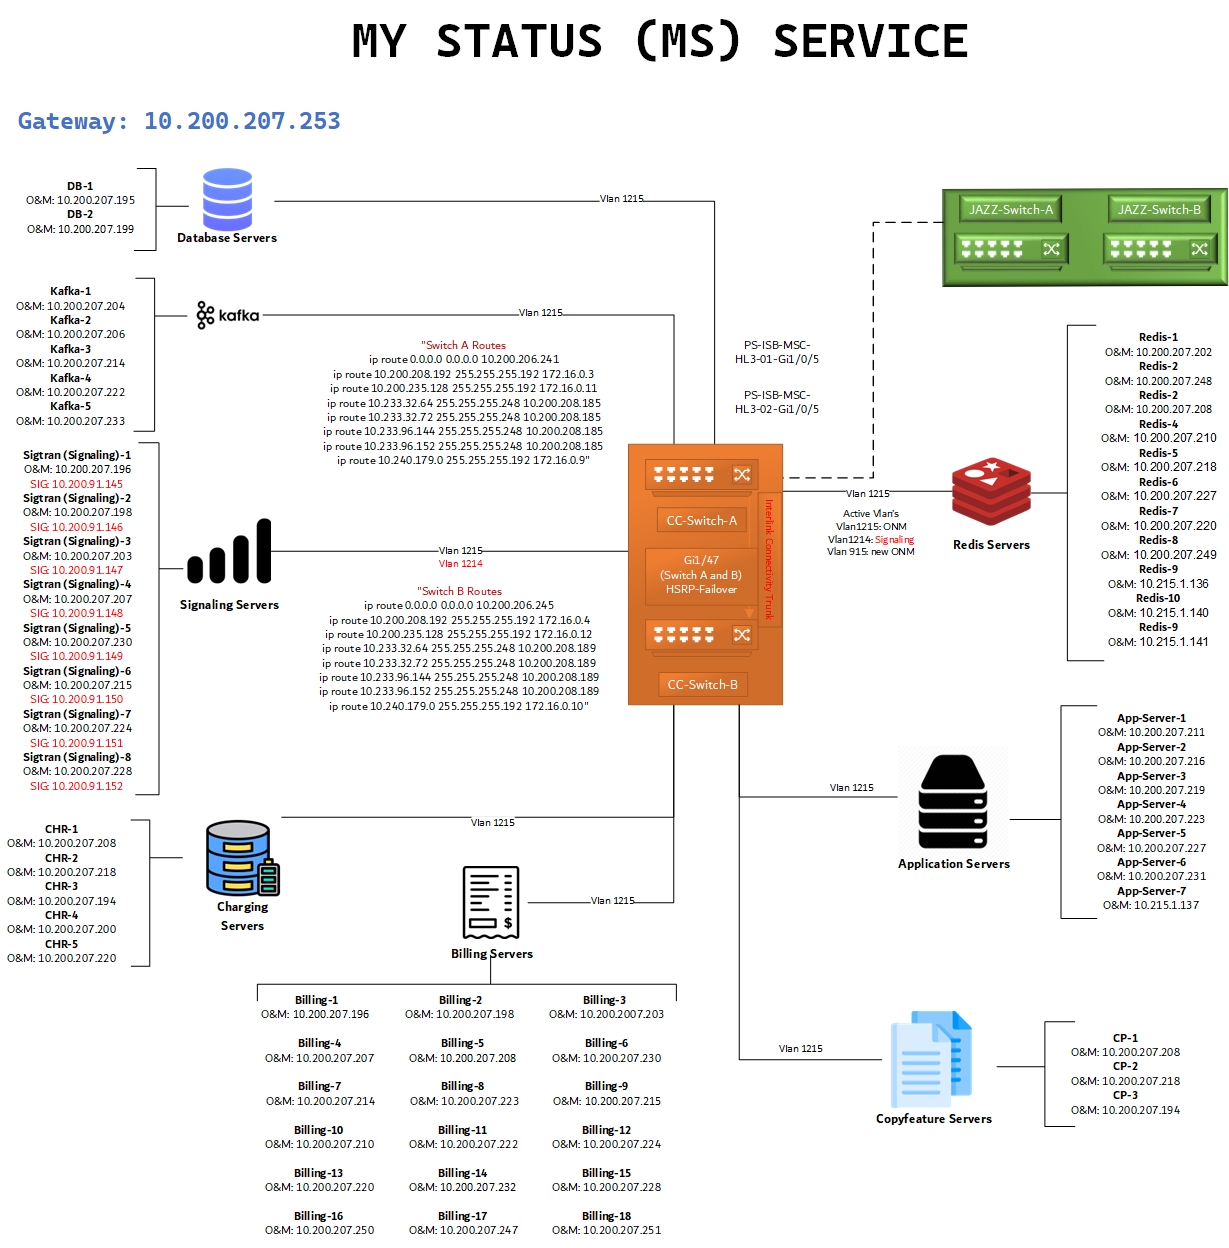 MY STATUS (MS) SERVICE
Gateway: 10.200.207.253
DB-1
O&M: 10.200.207.195
DB-2
O&M: 10.200.207.199
Database Servers
Vlan 1215
JAZZ-Switch-A
JAZZ-Switch-B
Kafka-1
O&M: 10.200.207.204
Kafka-2
O&M: 10.200.207.206
Kafka-3
O&M: 10.200.207.214
Kafka-4
O&M: 10.200.207.222
Kafka-5
O&M: 10.200.207.233
kafka
Vlan 1215
"Switch A Routes
ip route 0.0.0.0 0.0.0.0 10.200.206.241
ip route 10.200.208.192 255.255.255.192 172.16.0.3
ip route 10.200.235.128 255.255.255.192 172.16.0.11
ip route 10.233.32.64 255.255.255.248 10.200.208.185
ip route 10.233.32.72 255.255.255.248 10.200.208.185
ip route 10.233.96.144 255.255.255.248 10.200.208.185
ip route 10.233.96.152 255.255.255.248 10.200.208.185
ip route 10.240.179.0 255.255.255.192 172.16.0.9"
PS-ISB-MSC-
HL3-01-Gi1/0/5
PS-ISB-MSC-
HL3-02-Gi1/0/5
Redis-1
O&M: 10.200.207.202
Redis-2
O&M: 10.200.207.248
Redis-2
O&M: 10.200.207.208
Redis-4
O&M: 10.200.207.210
Redis-5
O&M: 10.200.207.218
Redis-6
O&M: 10.200.207.227
Redis-7
O&M: 10.200.207.220
Redis-8
O&M: 10.200.207.249
Redis-9
O&M: 10.215.1.136
Redis-10
O&M: 10.215.1.140
Redis-9
O&M: 10.215.1.141
Redis Servers
Vlan 1215
Active Vlan's
Vlan1215: ONM
Vlan1214: Signaling
Vlan 915: new ONM
CC-Switch-A
Gi1/47
(Switch A and B)
HSRP-Failover
Interlink Connectivity Trunk
CC-Switch-B
Sigtran (Signaling)-1
O&M: 10.200.207.196
SIG: 10.200.91.145
Sigtran (Signaling)-2
O&M: 10.200.207.198
SIG: 10.200.91.146
Sigtran (Signaling)-3
O&M: 10.200.207.203
SIG: 10.200.91.147
Sigtran (Signaling)-4
O&M: 10.200.207.207
SIG: 10.200.91.148
Sigtran (Signaling)-5
O&M: 10.200.207.230
SIG: 10.200.91.149
Sigtran (Signaling)-6
O&M: 10.200.207.215
SIG: 10.200.91.150
Sigtran (Signaling)-7
O&M: 10.200.207.224
SIG: 10.200.91.151
Sigtran (Signaling)-8
O&M: 10.200.207.228
SIG: 10.200.91.152
Signaling Servers
Vlan 1215
Vlan 1214
"Switch B Routes
ip route 0.0.0.0 0.0.0.0 10.200.206.245
ip route 10.200.208.192 255.255.255.192 172.16.0.4
ip route 10.200.235.128 255.255.255.192 172.16.0.12
ip route 10.233.32.64 255.255.255.248 10.200.208.189
ip route 10.233.32.72 255.255.255.248 10.200.208.189
ip route 10.233.96.144 255.255.255.248 10.200.208.189
ip route 10.233.96.152 255.255.255.248 10.200.208.189
ip route 10.240.179.0 255.255.255.192 172.16.0.10"
App-Server-1
O&M: 10.200.207.211
App-Server-2
O&M: 10.200.207.216
App-Server-3
O&M: 10.200.207.219
App-Server-4
O&M: 10.200.207.223
App-Server-5
O&M: 10.200.207.227
App-Server-6
O&M: 10.200.207.231
App-Server-7
O&M: 10.215.1.137
Vlan 1215
Application Servers
CHR-1
O&M: 10.200.207.208
CHR-2
O&M: 10.200.207.218
CHR-3
O&M: 10.200.207.194
CHR-4
O&M: 10.200.207.200
CHR-5
O&M: 10.200.207.220
Charging
Servers
Vlan 1215
Vlan 1215
$
Billing Servers
Billing-1 Billing-2 Billing-3
O&M: 10.200.207.196 O&M: 10.200.207.198 O&M: 10.200.2007.203
Billing-4 Billing-5 Billing-6
O&M: 10.200.207.207 O&M: 10.200.207.208 O&M: 10.200.207.230
Billing-7 Billing-8 Billing-9
O&M: 10.200.207.214 O&M: 10.200.207.223 O&M: 10.200.207.215
Billing-10 Billing-11 Billing-12
O&M: 10.200.207.210 O&M: 10.200.207.222 O&M: 10.200.207.224
Billing-13 Billing-14 Billing-15
O&M: 10.200.207.220 O&M: 10.200.207.232 O&M: 10.200.207.228
Billing-16 Billing-17 Billing-18
O&M: 10.200.207.250 O&M: 10.200.207.247 O&M: 10.200.207.251
Vlan 1215
Copyfeature Servers
CP-1
O&M: 10.200.207.208
CP-2
O&M: 10.200.207.218
CP-3
O&M: 10.200.207.194